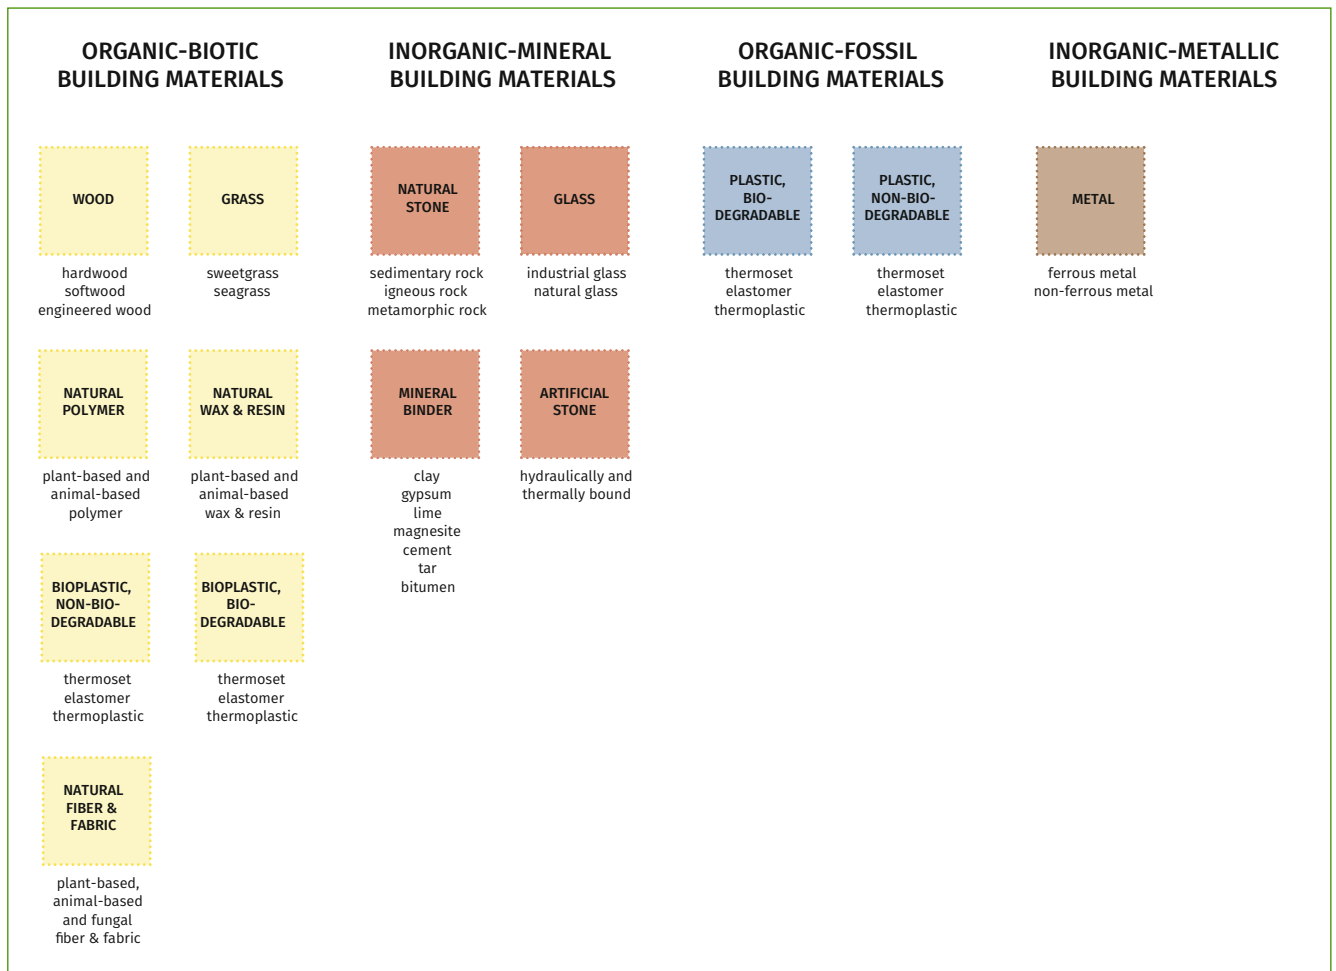 ORGANIC-BIOTIC
BUILDING MATERIALS
WOOD
hardwood
softwood
engineered wood
GRASS
sweetgrass
seagrass
NATURAL
POLYMER
plant-based and
animal-based
polymer
NATURAL
WAX & RESIN
plant-based and
animal-based
wax & resin
BIOPLASTIC,
NON-BIO-
DEGRADABLE
thermoset
elastomer
thermoplastic
BIOPLASTIC,
BIO-
DEGRADABLE
thermoset
elastomer
thermoplastic
NATURAL
FIBER &
FABRIC
plant-based,
animal-based
and fungal
fiber & fabric
INORGANIC-MINERAL
BUILDING MATERIALS
NATURAL
STONE
sedimentary rock
igneous rock
metamorphic rock
GLASS
industrial glass
natural glass
MINERAL
BINDER
clay
gypsum
lime
magnesite
cement
tar
bitumen
ARTIFICIAL
STONE
hydraulically and
thermally bound
ORGANIC-FOSSIL
BUILDING MATERIALS
PLASTIC,
BIO-
DEGRADABLE
thermoset
elastomer
thermoplastic
PLASTIC,
NON-BIO-
DEGRADABLE
thermoset
elastomer
thermoplastic
INORGANIC-METALLIC
BUILDING MATERIALS
METAL
ferrous metal
non-ferrous metal